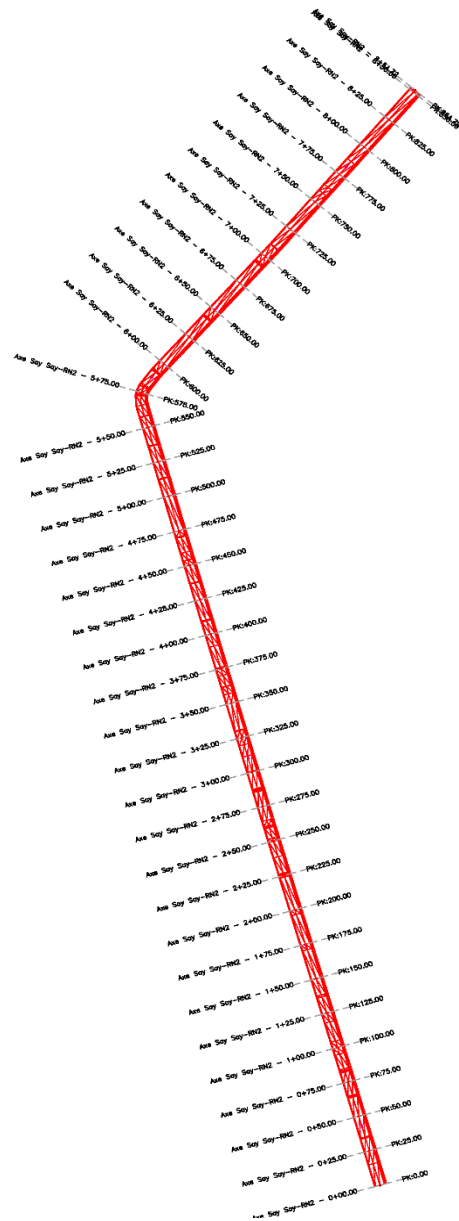 Axe Say Say-RN2 - 8+25.00 PK:825.00
Axe Say Say-RN2 - 8+00.00 PK:800.00
Axe Say Say-RN2 - 7+75.00 PK:775.00
Axe Say Say-RN2 - 7+50.00 PK:750.00
Axe Say Say-RN2 - 7+25.00 PK:725.00
Axe Say Say-RN2 - 7+00.00 PK:700.00
Axe Say Say-RN2 - 6+75.00 PK:675.00
Axe Say Say-RN2 - 6+50.00 PK:650.00
Axe Say Say-RN2 - 6+25.00 PK:625.00
Axe Say Say-RN2 - 6+00.00 PK:600.00
Axe Say Say-RN2 - 5+75.00 PK:575.00
Axe Say Say-RN2 - 5+50.00 PK:550.00
Axe Say Say-RN2 - 5+25.00 PK:525.00
Axe Say Say-RN2 - 5+00.00 PK:500.00
Axe Say Say-RN2 - 4+75.00 PK:475.00
Axe Say Say-RN2 - 4+50.00 PK:450.00
Axe Say Say-RN2 - 4+25.00 PK:425.00
Axe Say Say-RN2 - 4+00.00 PK:400.00
Axe Say Say-RN2 - 3+75.00 PK:375.00
Axe Say Say-RN2 - 3+50.00 PK:350.00
Axe Say Say-RN2 - 3+25.00 PK:325.00
Axe Say Say-RN2 - 3+00.00 PK:300.00
Axe Say Say-RN2 - 2+75.00 PK:275.00
Axe Say Say-RN2 - 2+50.00 PK:250.00
Axe Say Say-RN2 - 2+25.00 PK:225.00
Axe Say Say-RN2 - 2+00.00 PK:200.00
Axe Say Say-RN2 - 1+75.00 PK:175.00
Axe Say Say-RN2 - 1+50.00 PK:150.00
Axe Say Say-RN2 - 1+25.00 PK:125.00
Axe Say Say-RN2 - 1+00.00 PK:100.00
Axe Say Say-RN2 - 0+75.00 PK:75.00
Axe Say Say-RN2 - 0+50.00 PK:50.00
Axe Say Say-RN2 - 0+25.00 PK:25.00
Axe Say Say-RN2 - 0+00.00 PK:0.00